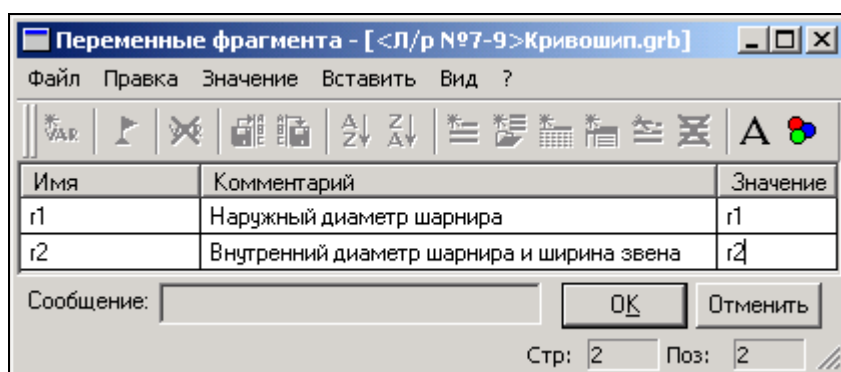 Переменные фрагмента - [<Л/р №7-9>Кривошип.grb]
Файл Правка Значение Вставить Вид ?
VAR A Z Z A A
Имя Комментарий Значение
r1 Наружный диаметр шарнира r1
r2 Внутренний диаметр шарнира и ширина звена r2
Сообщение: OK Отменить
Стр: 2 Поз: 2